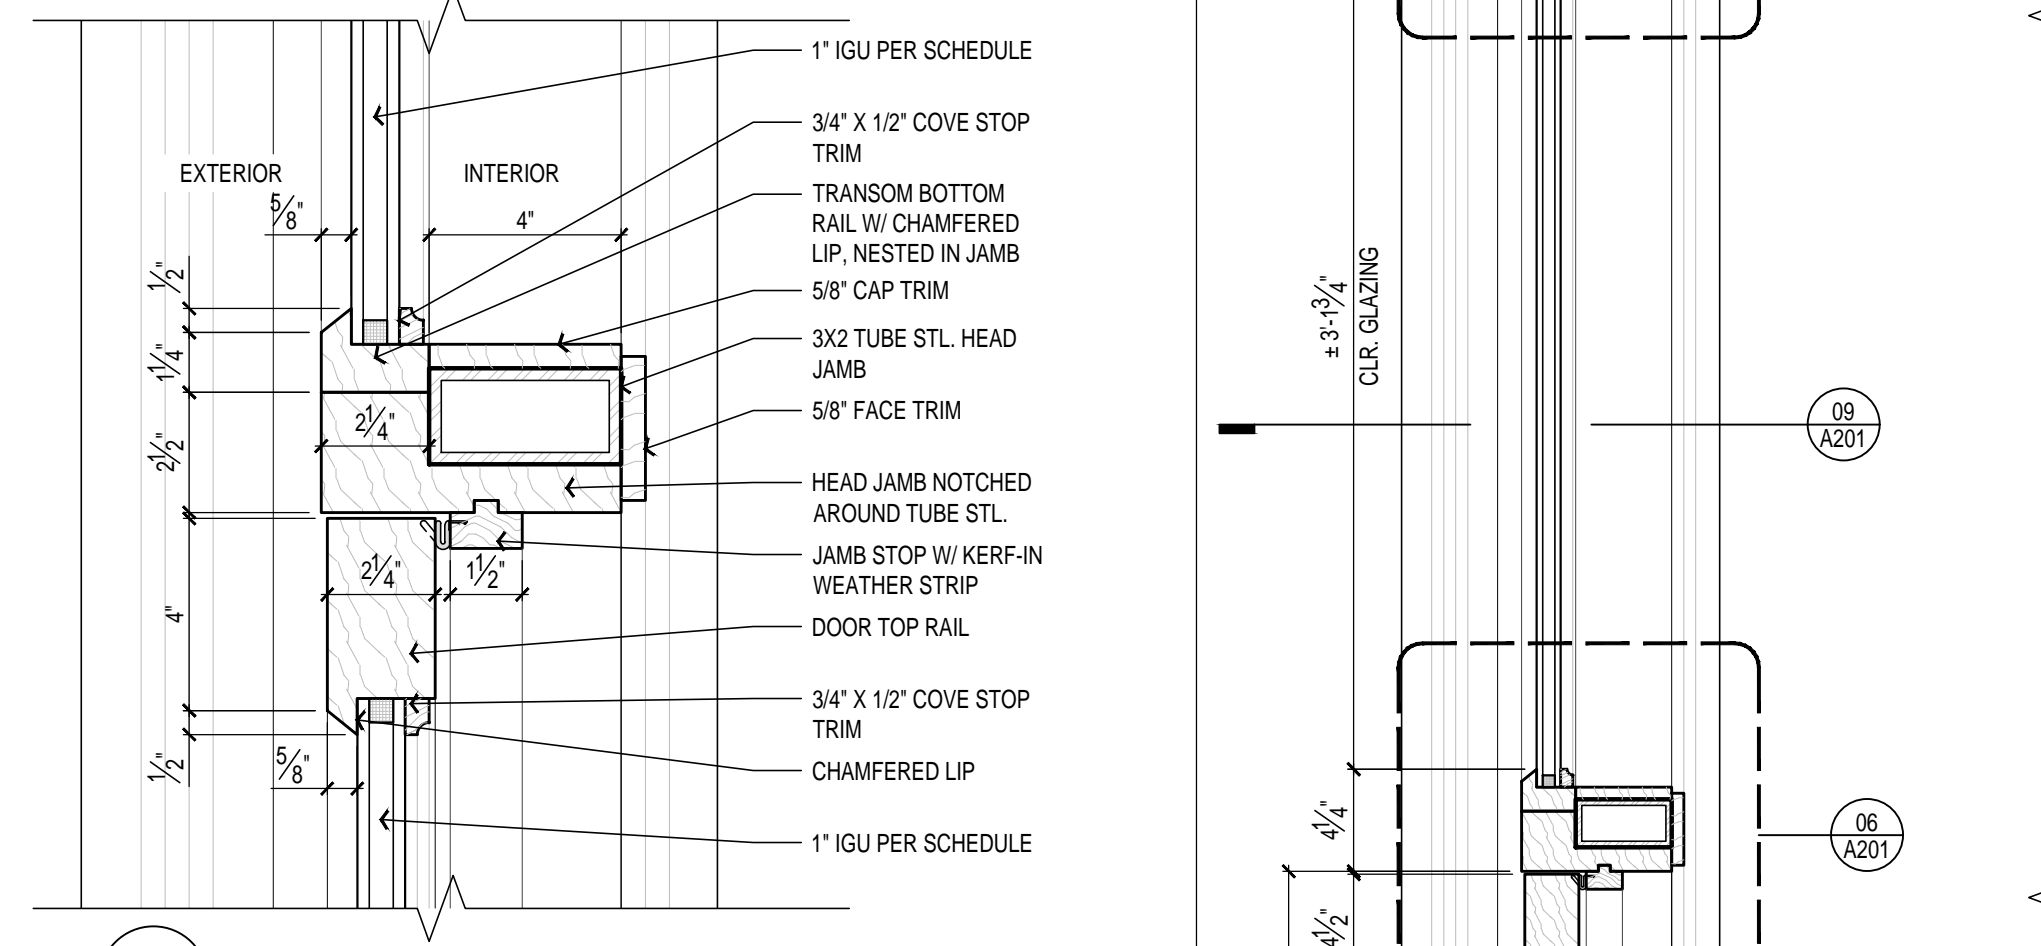 1" IGU PER SCHEDULE
3/4" X 1/2" COVE STOP
TRIM
EXTERIOR
INTERIOR
TRANSOM BOTTOM
RAIL W/ CHAMFERED
LIP, NESTED IN JAMB
5/8"
4"
1/2"
5/8" CAP TRIM
3X2 TUBE STL. HEAD
JAMB
1 1/4"
5/8" FACE TRIM
2 1/4"
2 1/2"
HEAD JAMB NOTCHED
AROUND TUBE STL.
JAMB STOP W/ KERF-IN
WEATHER STRIP
2 1/4"
1 1/2"
4"
DOOR TOP RAIL
3/4" X 1/2" COVE STOP
TRIM
CHAMFERED LIP
1/2"
5/8"
1" IGU PER SCHEDULE
± 3'-1 3/4"
CLR. GLAZING
09
A201
4 1/4"
06
A201
4 1/2"